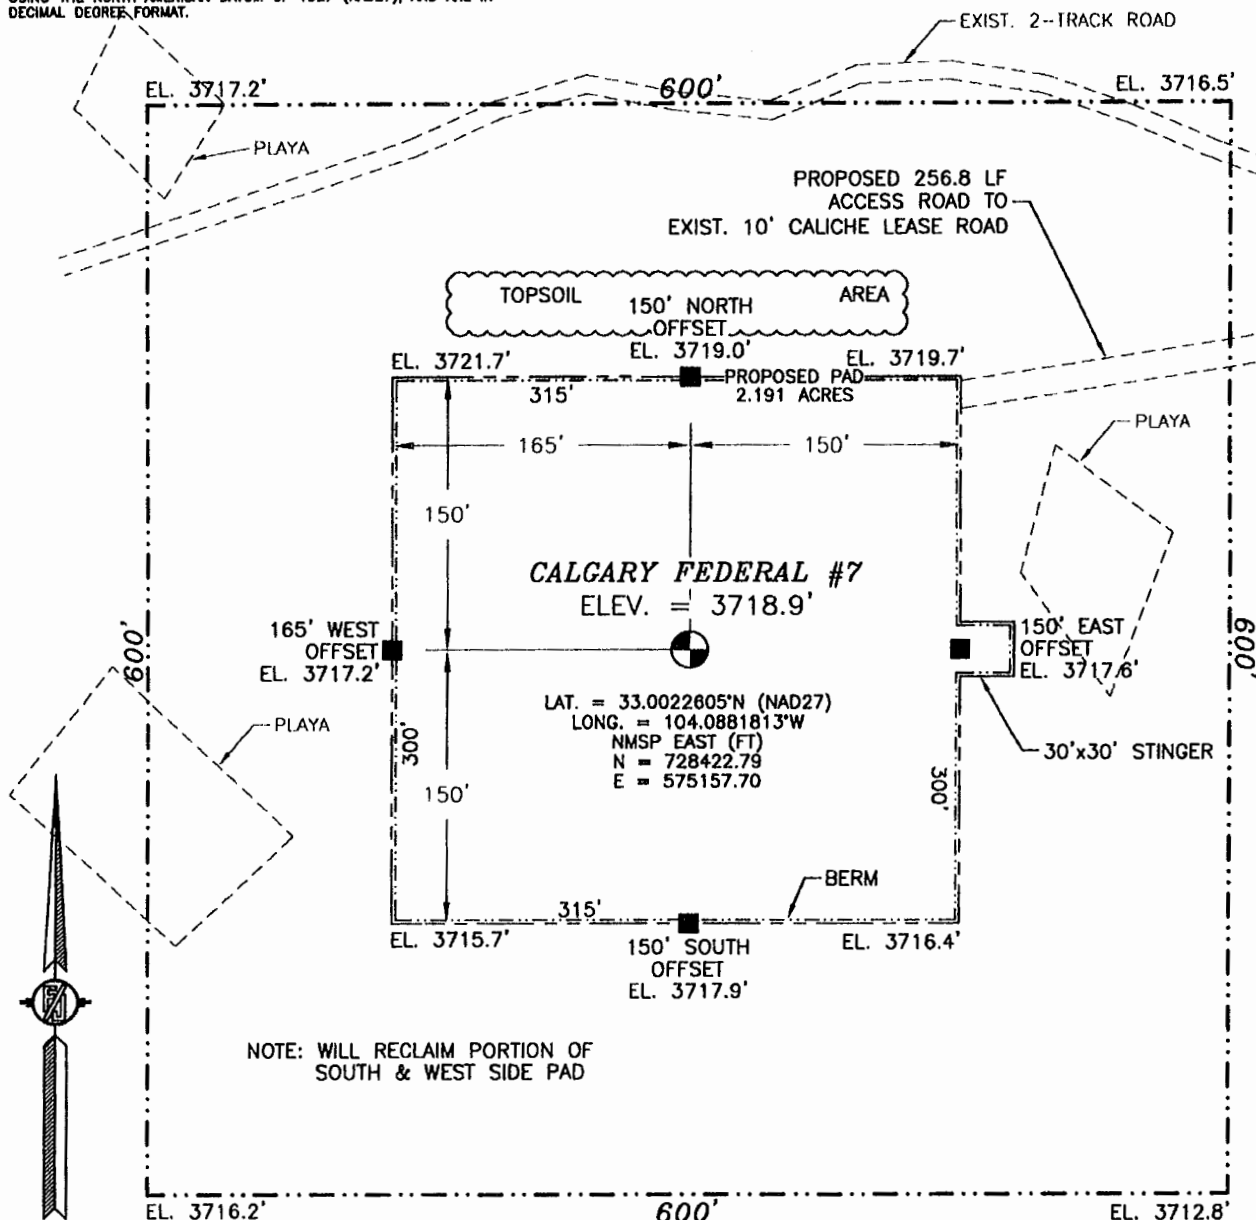 DECIMAL DEGREE FORMAT.
EXIST. 2-TRACK ROAD
EL. 3717.2'
600'
EL. 3716.5'
PLAYA
PROPOSED 256.8 LF
ACCESS ROAD TO
EXIST. 10' CALICHE LEASE ROAD
TOPSOIL AREA
150' NORTH
OFFSET
EL. 3721.7'
EL. 3719.0'
EL. 3719.7'
PROPOSED PAD
2.191 ACRES
315'
165'
150'
PLAYA
150'
CALGARY FEDERAL #7
ELEV. = 3718.9'
600'
165' WEST
OFFSET
EL. 3717.2'
150' EAST
OFFSET
EL. 3717.6'
600'
LAT. = 33.0022605°N (NAD27)
LONG. = 104.0881813°W
NMSP EAST (FT)
N = 728422.79
E = 575157.70
PLAYA
300'
30'x30' STINGER
150'
300'
BERM
315'
EL. 3715.7'
150' SOUTH
OFFSET
EL. 3717.9'
EL. 3716.4'
NOTE: WILL RECLAIM PORTION OF
SOUTH & WEST SIDE PAD
EL. 3716.2'
600'
EL. 3712.8'